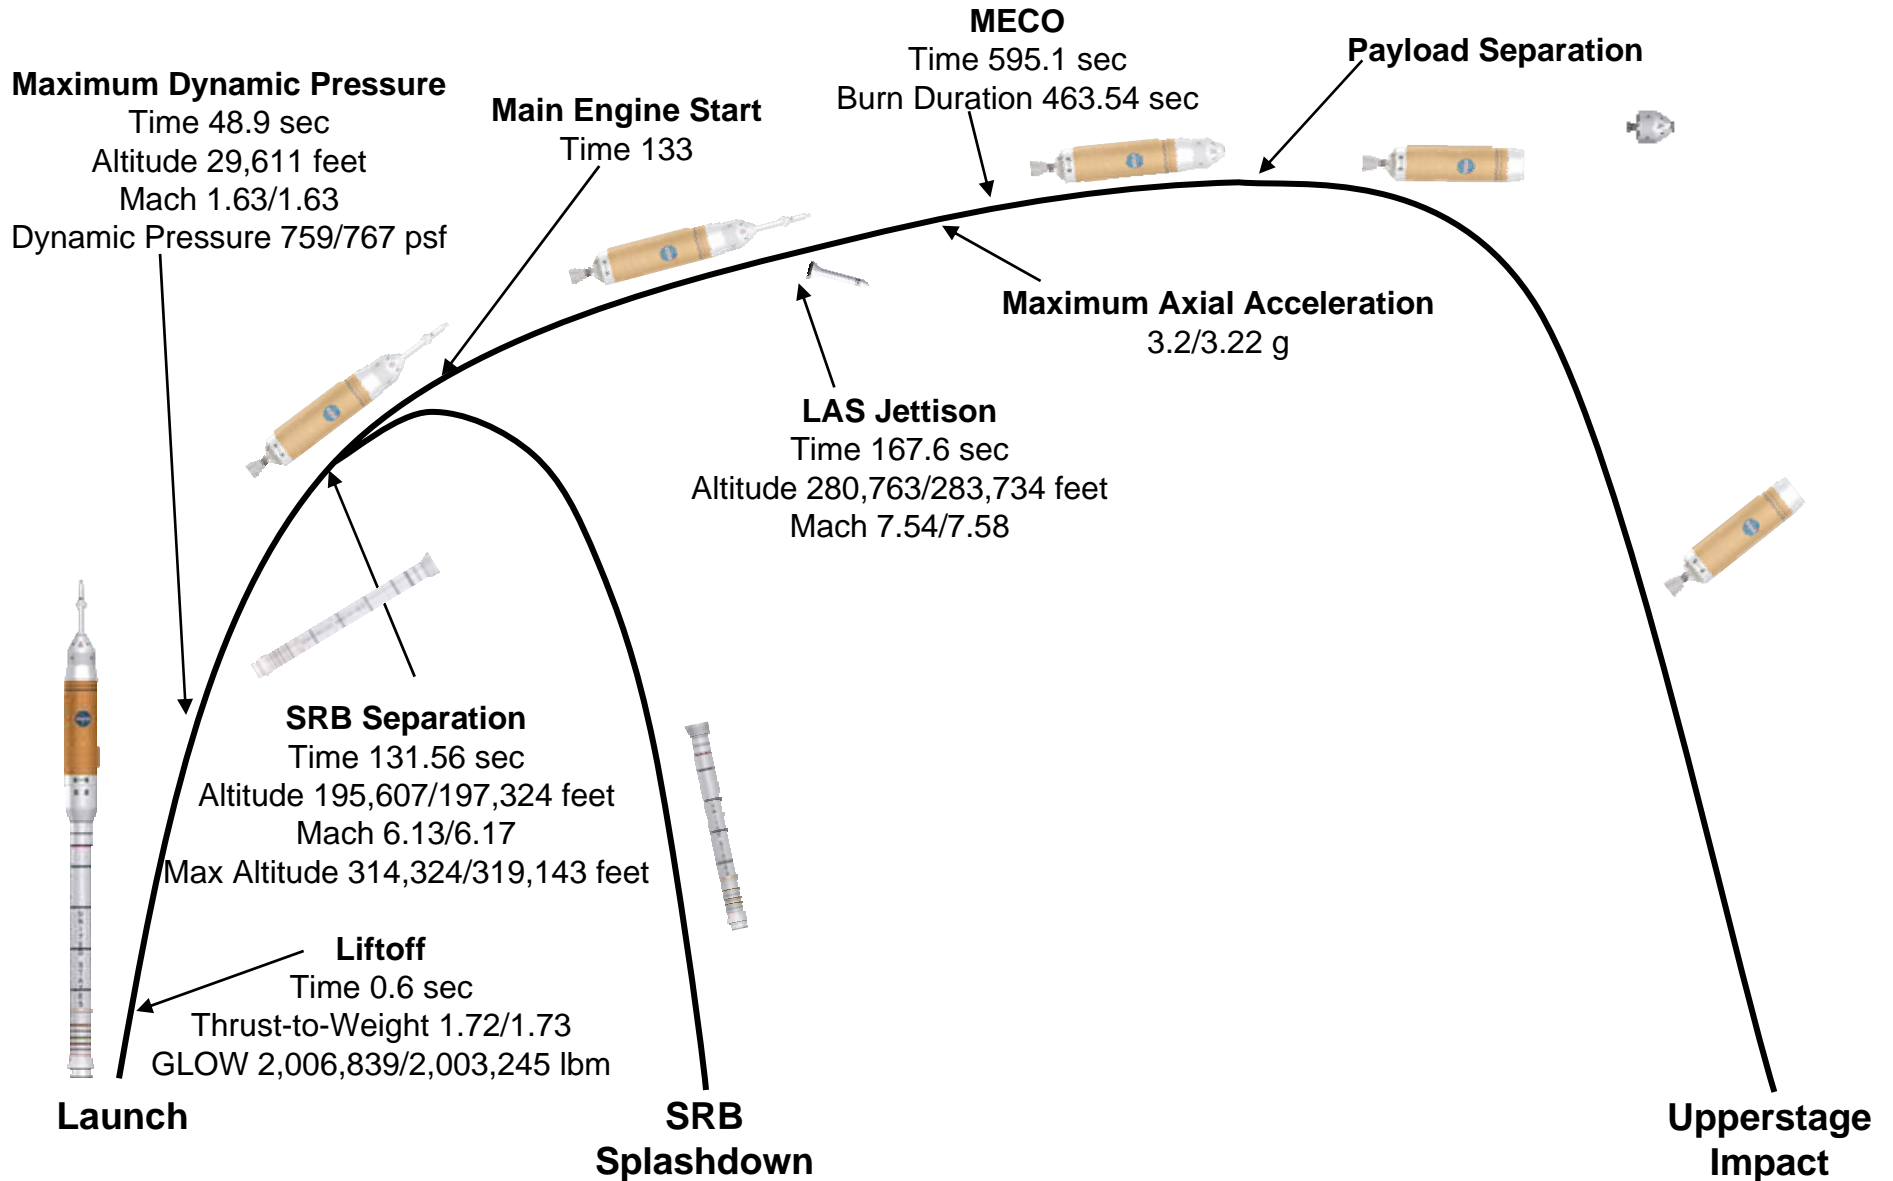 MECO
Time 595.1 sec
Burn Duration 463.54 sec
Payload Separation
Maximum Dynamic Pressure
Time 48.9 sec
Altitude 29,611 feet
Mach 1.63/1.63
Dynamic Pressure 759/767 psf
Main Engine Start
Time 133
Maximum Axial Acceleration
3.2/3.22 g
LAS Jettison
Time 167.6 sec
Altitude 280,763/283,734 feet
Mach 7.54/7.58
SRB Separation
Time 131.56 sec
Altitude 195,607/197,324 feet
Mach 6.13/6.17
Max Altitude 314,324/319,143 feet
Liftoff
Time 0.6 sec
Thrust-to-Weight 1.72/1.73
GLOW 2,006,839/2,003,245 lbm
Launch
SRB
Splashdown
Upperstage
Impact